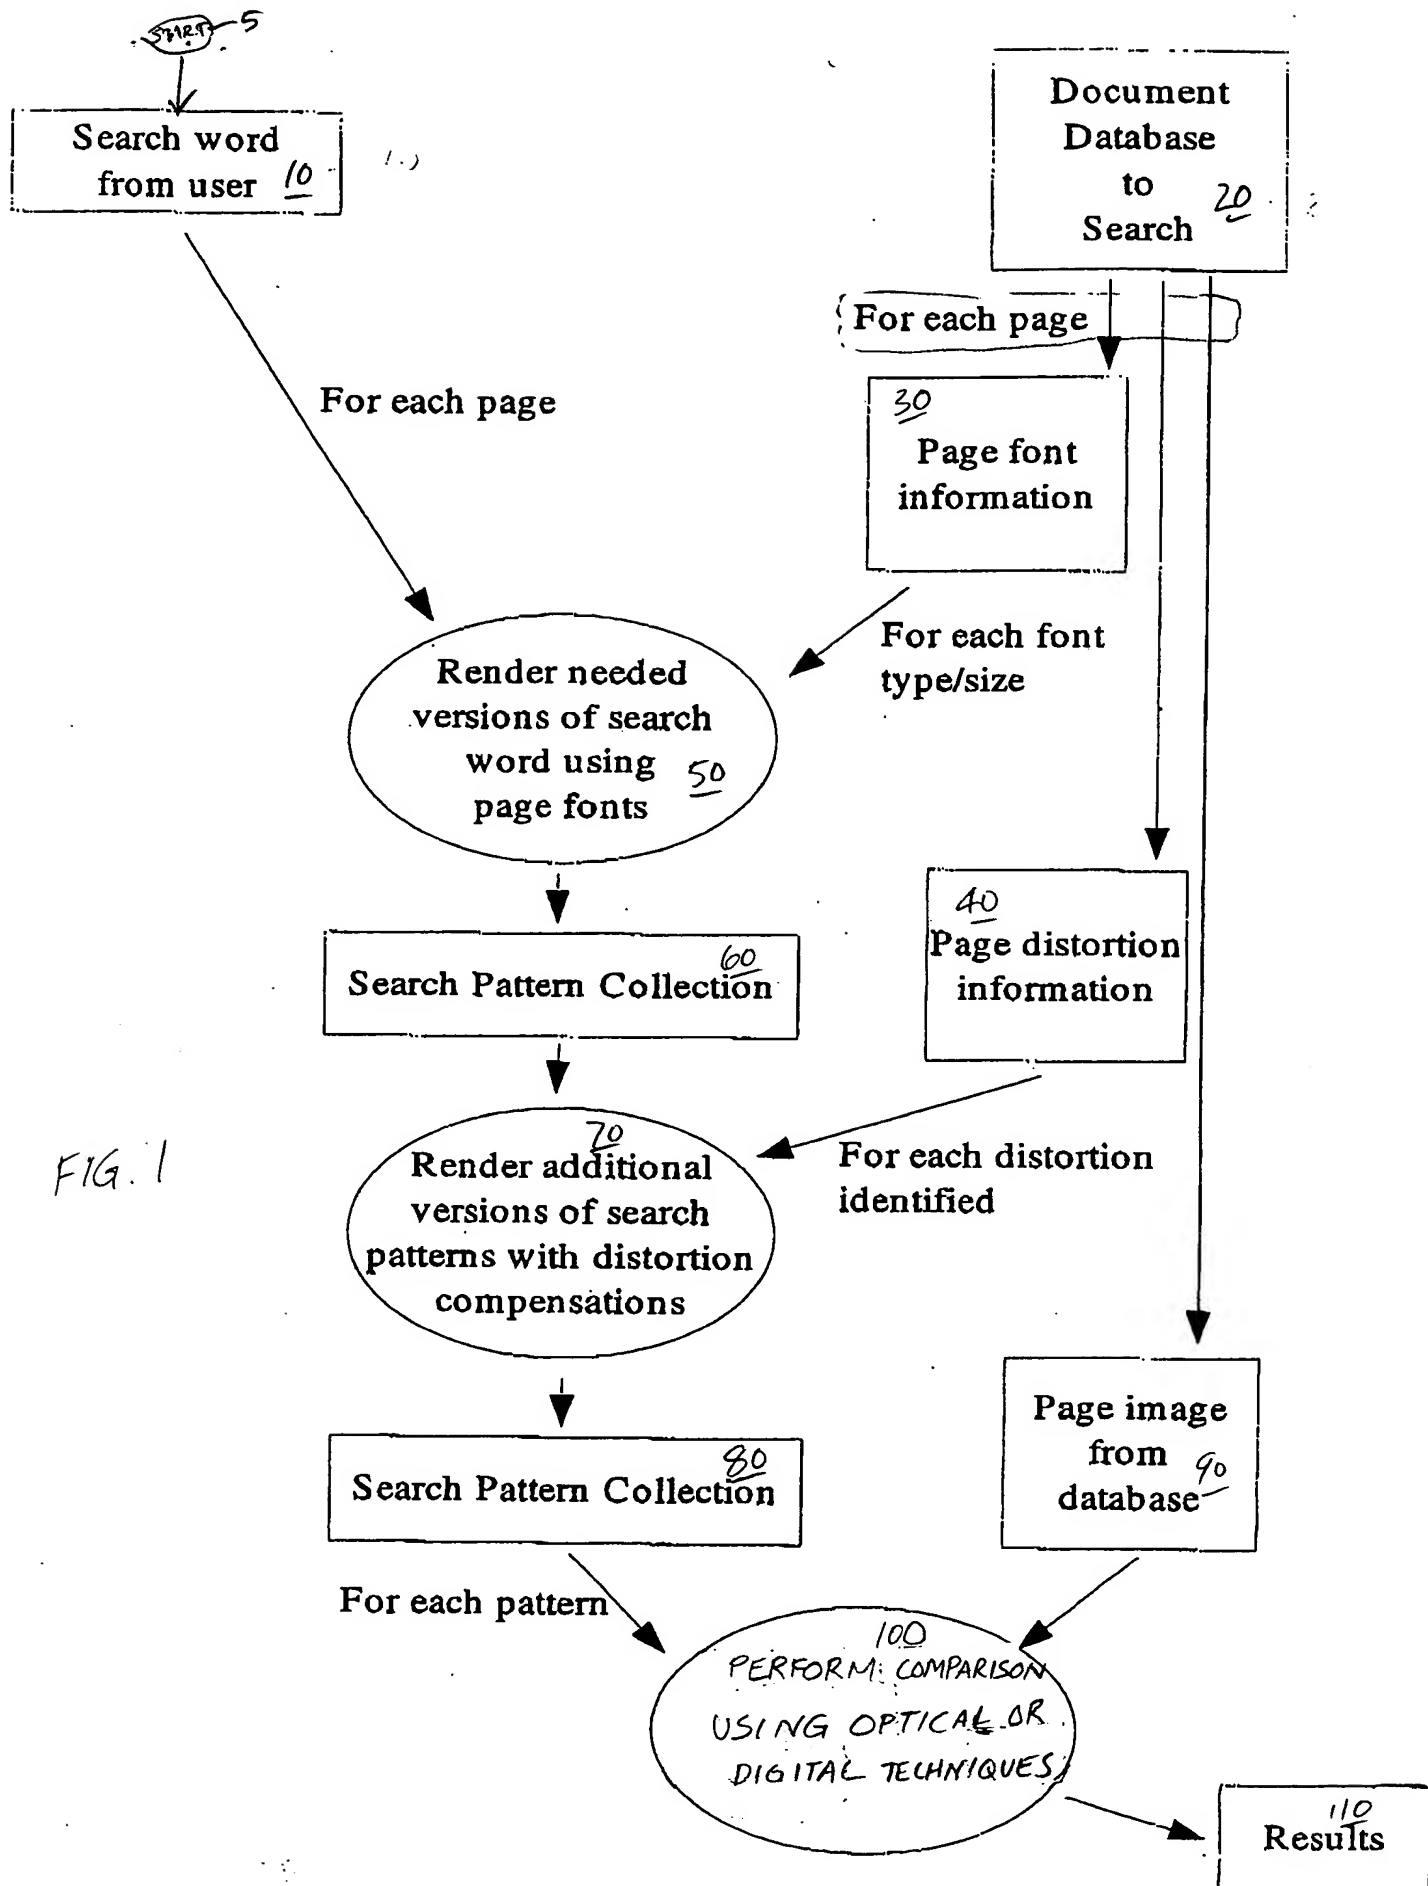 START 5
Search word
from user 10
Document
Database
to
Search 20
For each page
For each page
30
Page font
information
For each font
type/size
Render needed
versions of search
word using
page fonts 50
40
Page distortion
information
60
Search Pattern Collection
70
Render additional
versions of search
patterns with distortion
compensations
For each distortion
identified
FIG. 1
80
Search Pattern Collection
Page image
from
database 90
For each pattern
100
PERFORM COMPARISON
USING OPTICAL OR
DIGITAL TECHNIQUES
110
Results